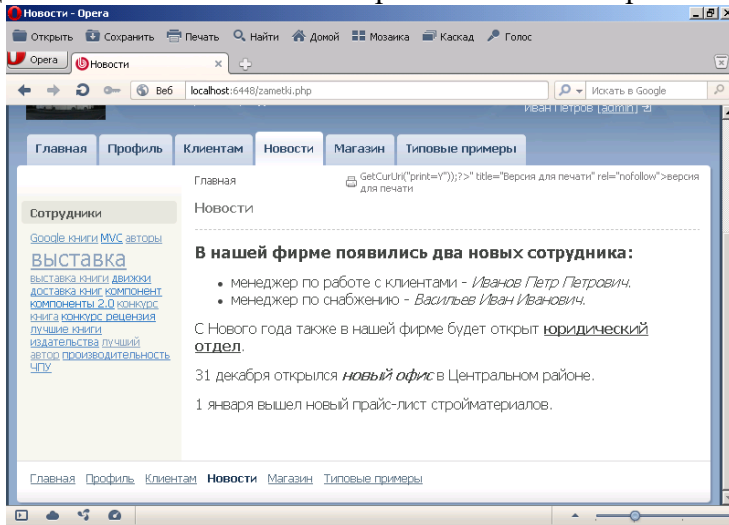 Новости - Opera
Открыть Сохранить Печать Найти Домой Мозаика Каскад Голос
Opera Новости
Веб localhost:6448/zametki.php Искать в Google
Иван Петров [admin]
Главная Профиль Клиентам Новости Магазин Типовые примеры
Главная
GetCurUri("print=Y"));?>" title="Версия для печати" rel="nofollow">версия
для печати
Сотрудники
Новости
Google книги MVC авторы
выставка
выставка книги движки
доставка книг компонент
компоненты 2.0 конкурс
книга конкурс рецензия
лучшие книги
издательства лучший
автор производительность
ЧПУ
В нашей фирме появились два новых сотрудника:
• менеджер по работе с клиентами - Иванов Петр Петрович.
• менеджер по снабжению - Васильев Иван Иванович.
С Нового года также в нашей фирме будет открыт юридический
отдел.
31 декабря открылся новый офис в Центральном районе.
1 января вышел новый прайс-лист стройматериалов.
Главная Профиль Клиентам Новости Магазин Типовые примеры